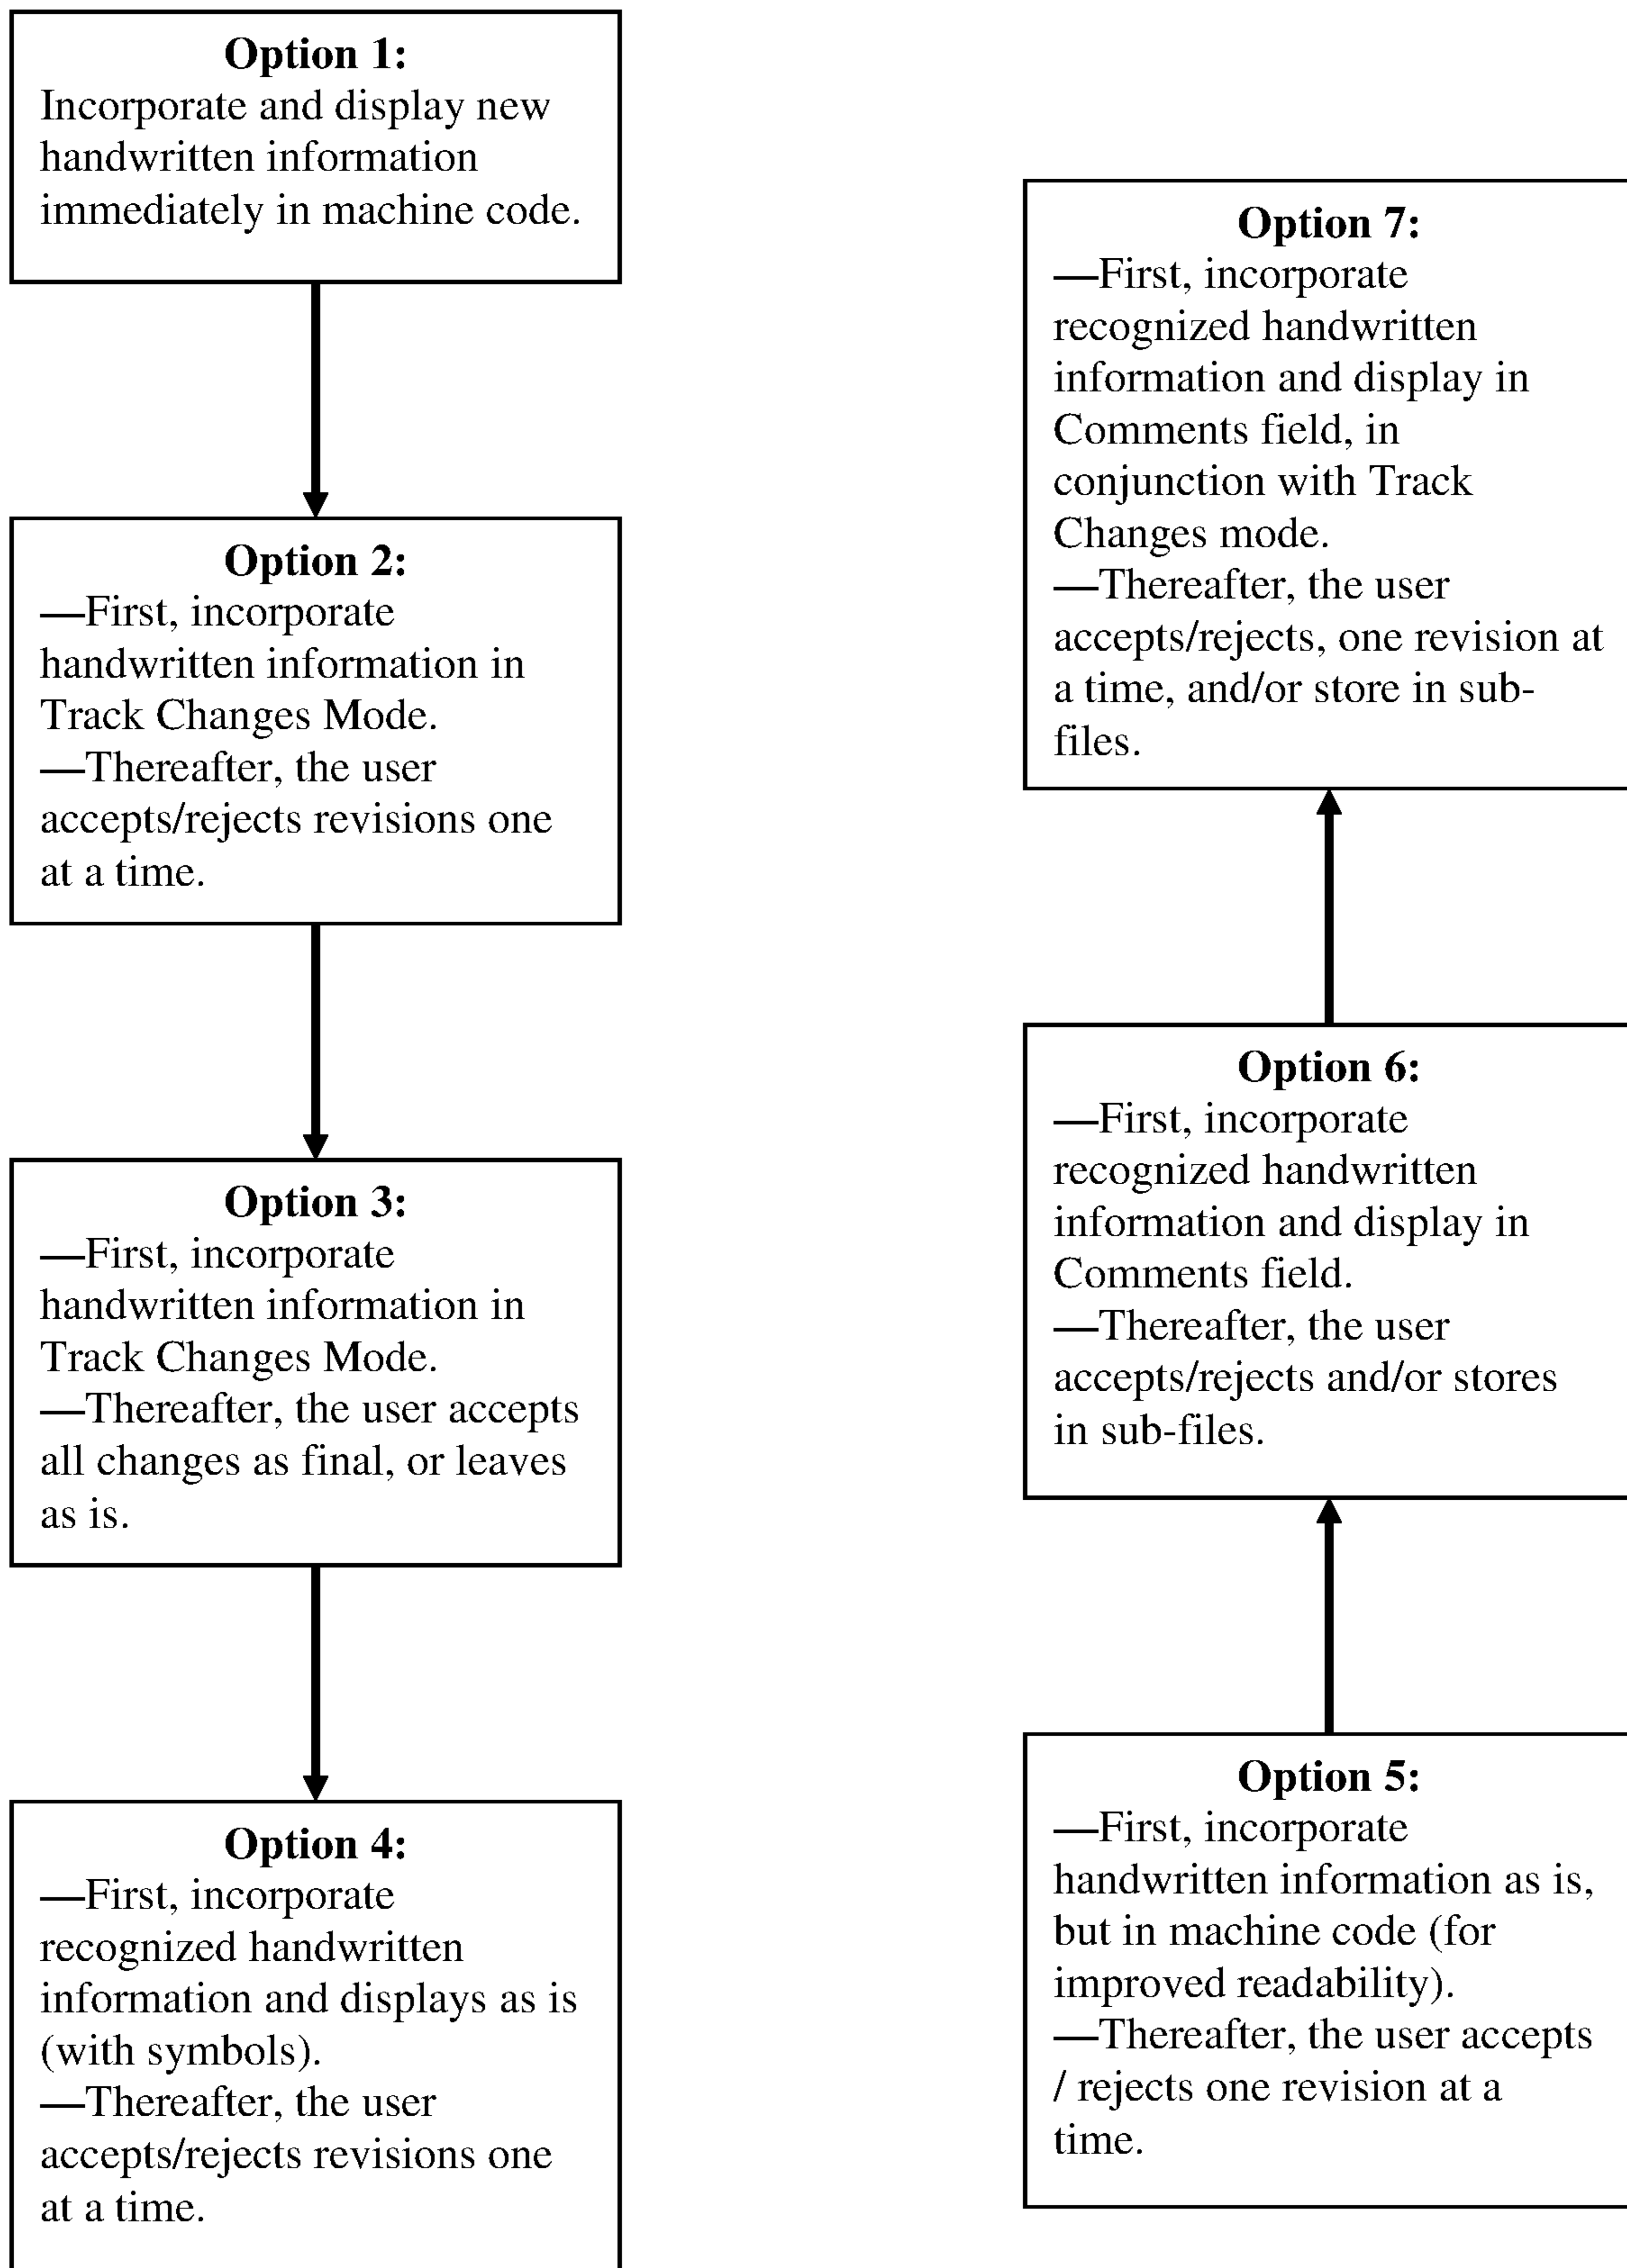 Option 1:
Incorporate and display new
handwritten information
immediately in machine code.
Option 2:
—First, incorporate
handwritten information in
Track Changes Mode.
—Thereafter, the user
accepts/rejects revisions one
at a time.
Option 3:
—First, incorporate
handwritten information in
Track Changes Mode.
—Thereafter, the user accepts
all changes as final, or leaves
as is.
Option 4:
—First, incorporate
recognized handwritten
information and displays as is
(with symbols).
—Thereafter, the user
accepts/rejects revisions one
at a time.
Option 7:
—First, incorporate
recognized handwritten
information and display in
Comments field, in
conjunction with Track
Changes mode.
—Thereafter, the user
accepts/rejects, one revision at
a time, and/or store in sub-
files.
Option 6:
—First, incorporate
recognized handwritten
information and display in
Comments field.
—Thereafter, the user
accepts/rejects and/or stores
in sub-files.
Option 5:
—First, incorporate
handwritten information as is,
but in machine code (for
improved readability).
—Thereafter, the user accepts
/ rejects one revision at a
time.